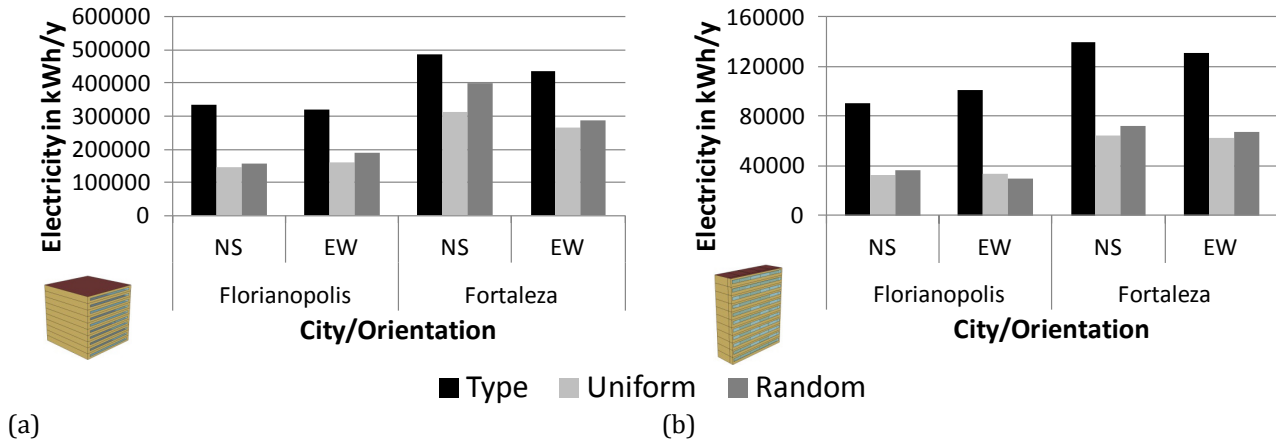 Electricity in kWh/y
600000
500000
400000
300000
200000
100000
0
NS EW NS EW
Florianopolis Fortaleza
City/Orientation
Electricity in kWh/y
160000
120000
80000
40000
0
NS EW NS EW
Florianopolis Fortaleza
City/Orientation
Type Uniform Random
(a) (b)